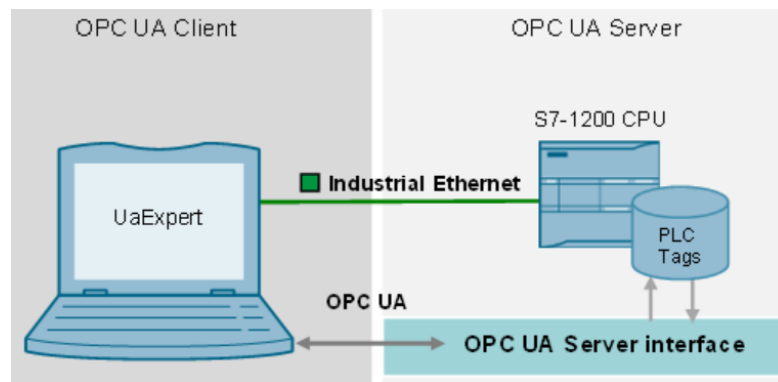 OPC UA Client
OPC UA Server
S7-1200 CPU
Industrial Ethernet
UaExpert
PLC
Tags
OPC UA
OPC UA Server interface